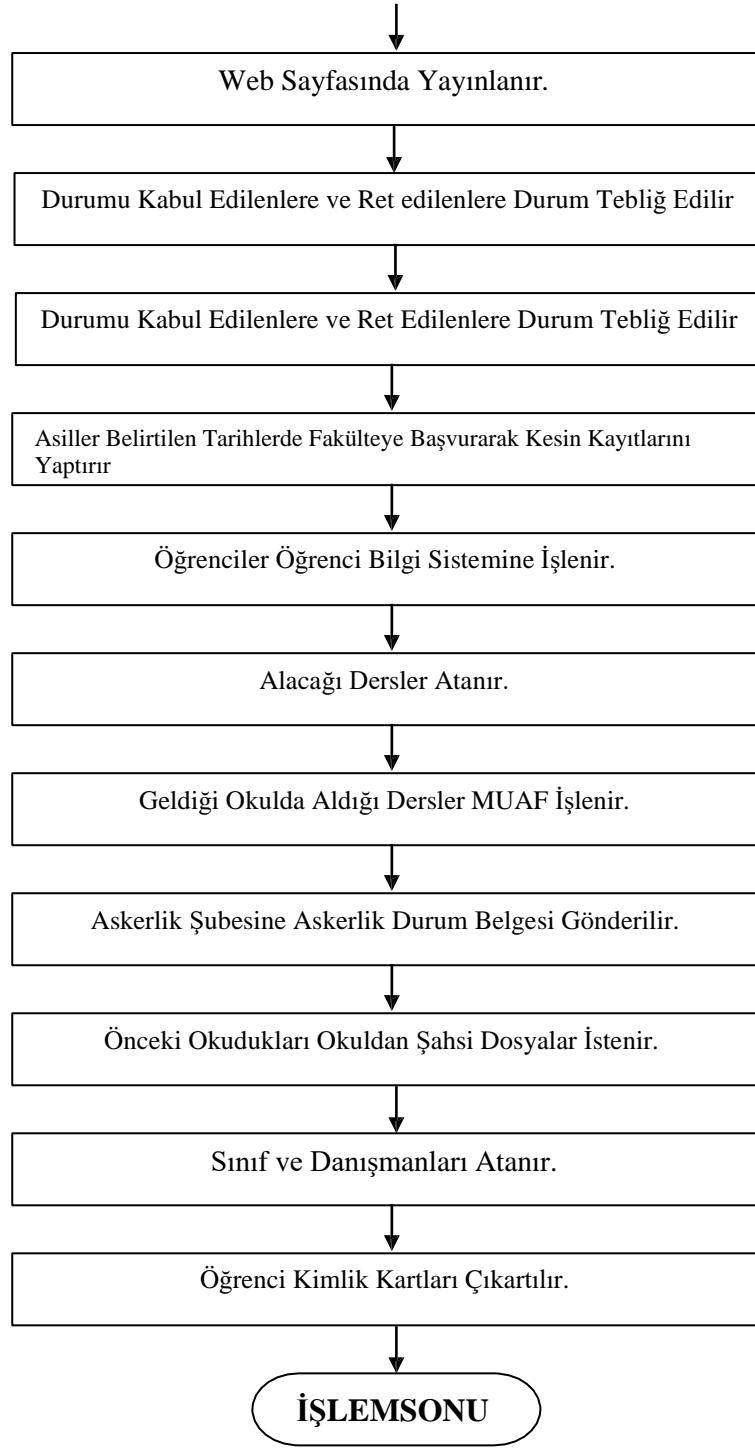 Web Sayfasında Yayınlanır.
Durumu Kabul Edilenlere ve Ret edilenlere Durum Tebliğ Edilir
Durumu Kabul Edilenlere ve Ret Edilenlere Durum Tebliğ Edilir
Asiller Belirtilen Tarihlerde Fakülteye Başvurarak Kesin Kayıtlarını
Yaptırır
Öğrenciler Öğrenci Bilgi Sistemine İşlenir.
Alacağı Dersler Atanır.
Geldiği Okulda Aldığı Dersler MUAF İşlenir.
Askerlik Şubesine Askerlik Durum Belgesi Gönderilir.
Önceki Okudukları Okuldan Şahsi Dosyalar İstenir.
Sınıf ve Danışmanları Atanır.
Öğrenci Kimlik Kartları Çıkartılır.
İŞLEMSONU